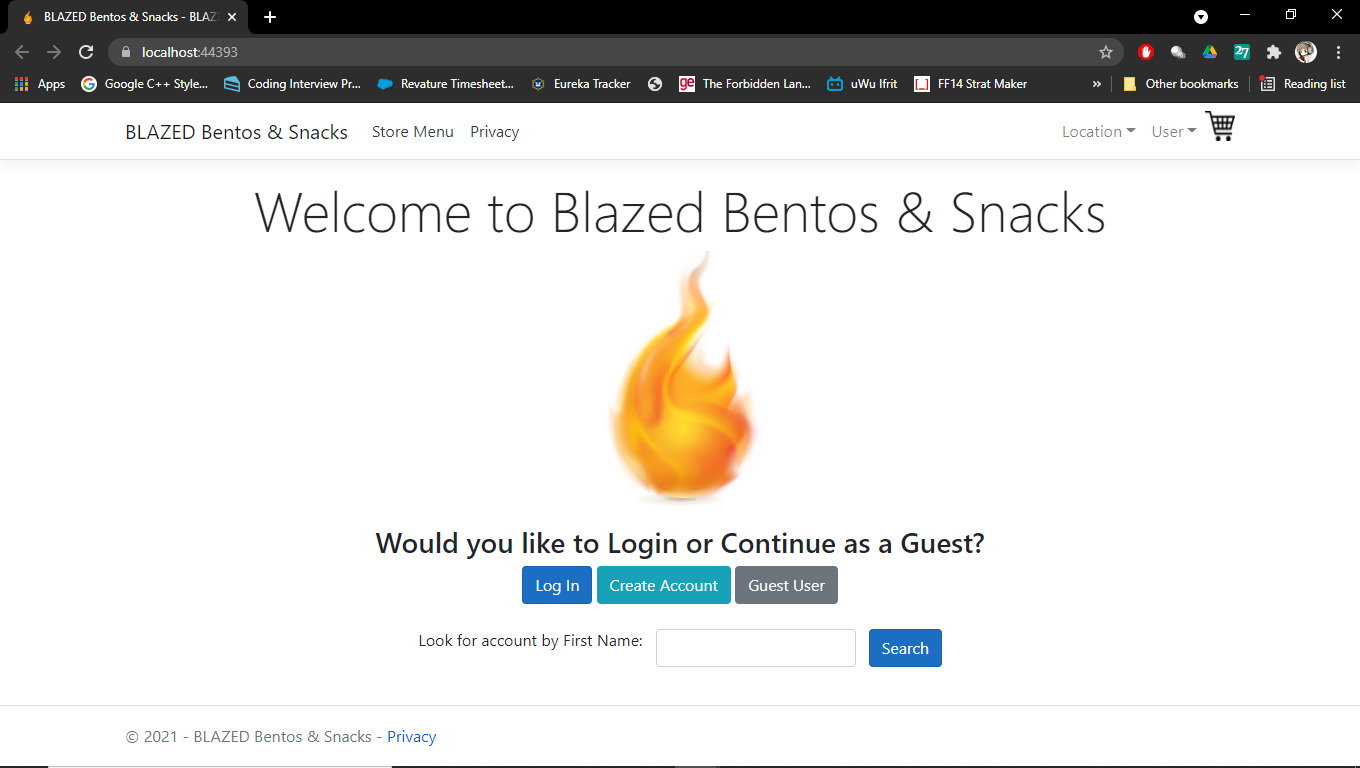 BLAZED Bentos & Snacks - BLAZ
localhost:44393
27
Apps
Google C++ Style...
Coding Interview Pr...
Revature Timesheet...
Eureka Tracker
ge
The Forbidden Lan...
uWu Ifrit
FF14 Strat Maker
»
Other bookmarks
Reading list
BLAZED Bentos & Snacks
Store Menu
Privacy
Location
User
Welcome to Blazed Bentos & Snacks
Would you like to Login or Continue as a Guest?
Log In
Create Account
Guest User
Look for account by First Name:
Search
© 2021 - BLAZED Bentos & Snacks - Privacy